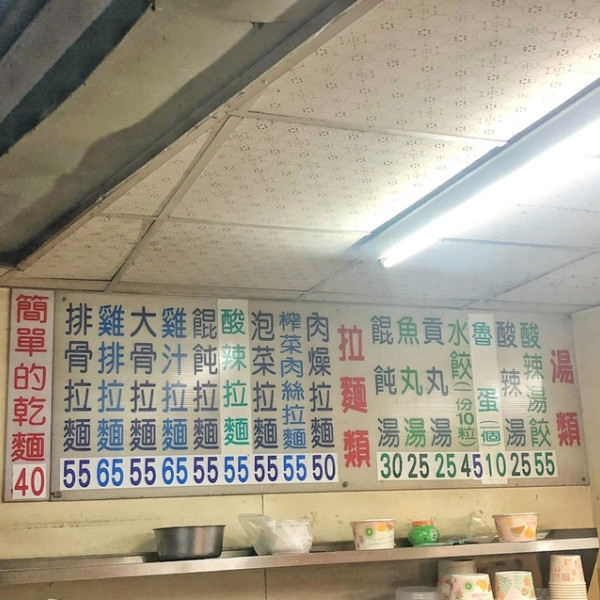 湯類
酸辣湯餃 55
酸辣湯 25
魯蛋(一個) 10
水餃(一份10粒) 45
貢丸湯 25
魚丸湯 25
餛飩湯 30
拉麵類
肉燥拉麵 50
榨菜肉絲拉麵 55
泡菜拉麵 55
酸辣拉麵 55
餛飩拉麵 55
雞汁拉麵 65
大骨拉麵 55
雞排拉麵 65
排骨拉麵 55
簡單的乾麵 40